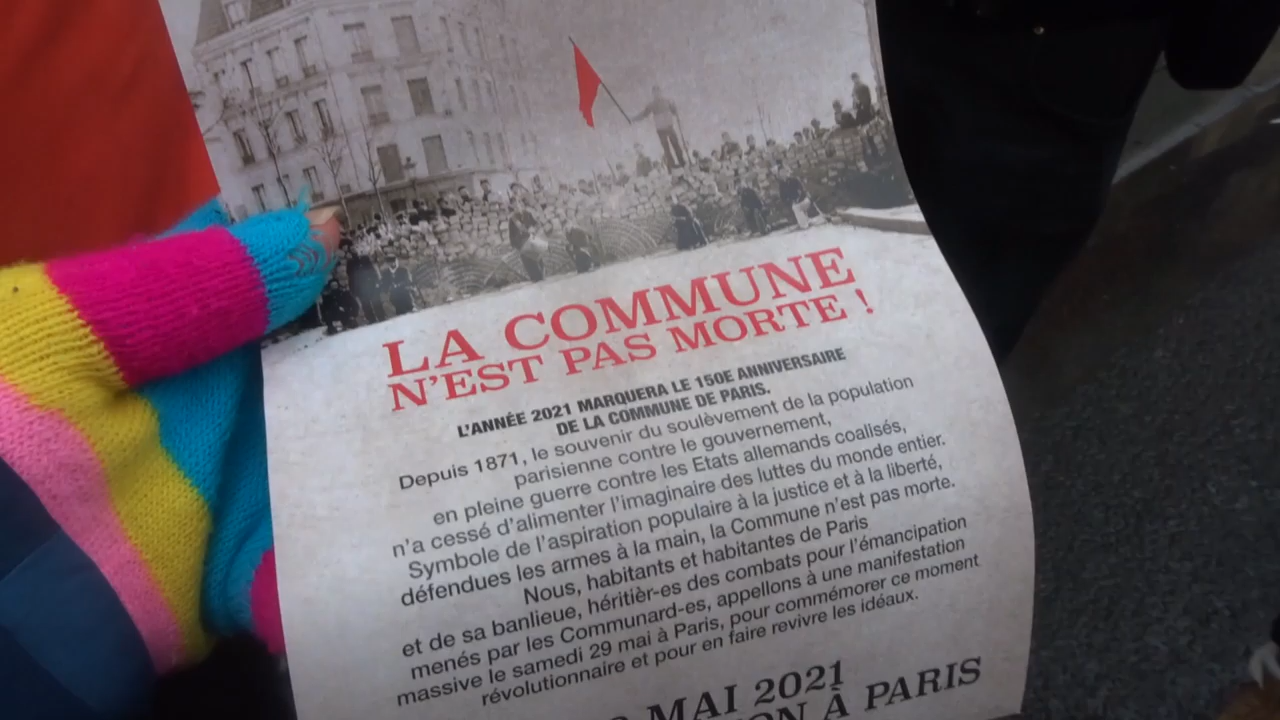 LA COMMUNE
N'EST PAS MORTE !
L'ANNÉE 2021 MARQUERA LE 150E ANNIVERSAIRE
DE LA COMMUNE DE PARIS.
Depuis 1871, le souvenir du soulèvement de la population
parisienne contre le gouvernement,
en pleine guerre contre les Etats allemands coalisés,
n'a cessé d'alimenter l'imaginaire des luttes du monde entier.
Symbole de l'aspiration populaire à la justice et à la liberté,
défendues les armes à la main, la Commune n'est pas morte.
Nous, habitants et habitantes de Paris
et de sa banlieue, héritièr-es des combats pour l'émancipation
menés par les Communard-es, appellons à une manifestation
massive le samedi 29 mai à Paris, pour commémorer ce moment
révolutionnaire et pour en faire revivre les idéaux.
MAI 2021
À PARIS